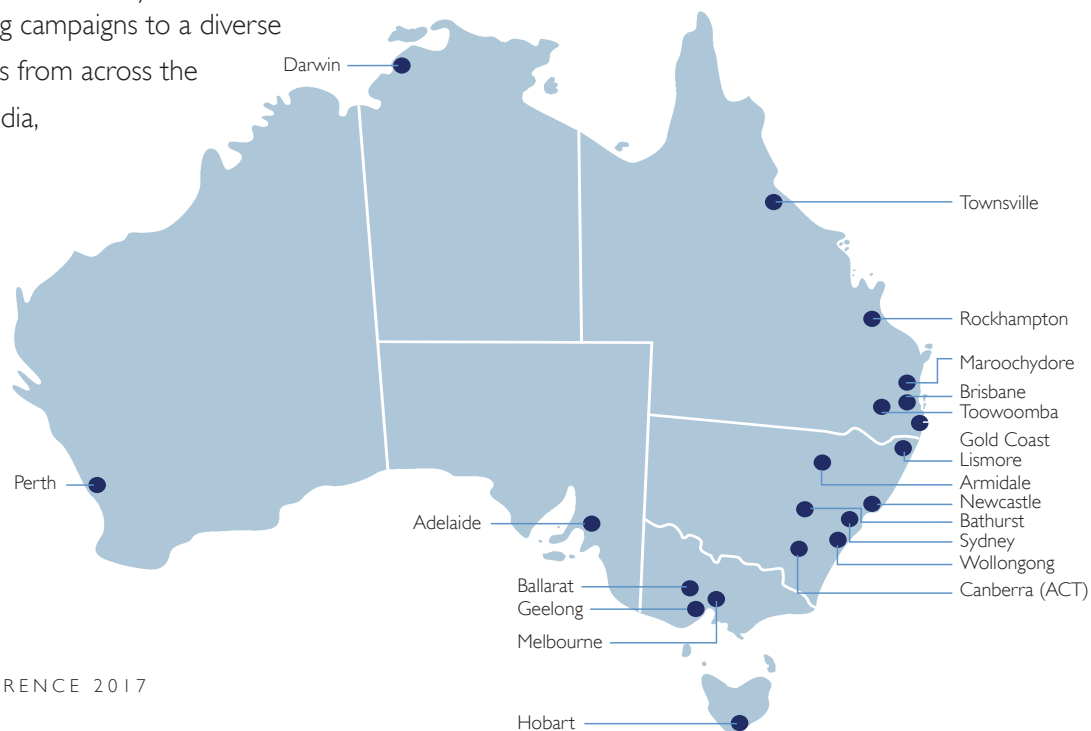 g campaigns to a diverse
s from across the
dia,
Darwin
Townsville
Rockhampton
Maroochydore
Brisbane
Toowoomba
Gold Coast
Lismore
Armidale
Newcastle
Bathurst
Sydney
Wollongong
Canberra (ACT)
Perth
Adelaide
Ballarat
Geelong
Melbourne
Hobart
RENCE 2017